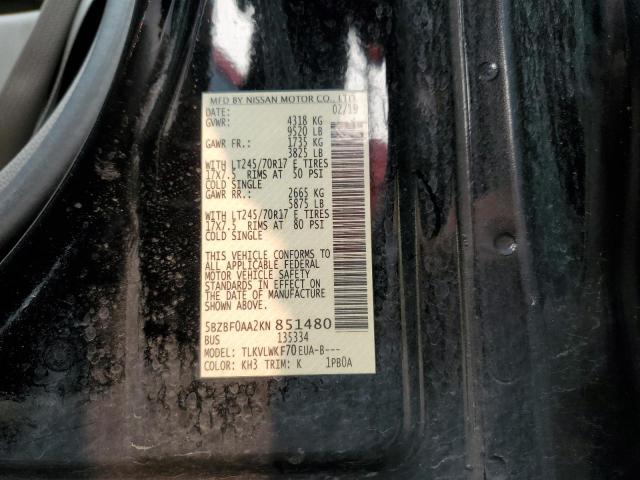 MFD BY NISSAN MOTOR CO., LTD.
DATE: 02/19
GVWR: 4318 KG
9520 LB
GAWR FR.: 1735 KG
3825 LB
WITH LT245/70R17 E TIRES
17X7.5 RIMS AT 50 PSI
COLD SINGLE
GAWR RR.: 2665 KG
5875 LB
WITH LT245/70R17 E TIRES
17X7.5 RIMS AT 80 PSI
COLD SINGLE
THIS VEHICLE CONFORMS TO
ALL APPLICABLE FEDERAL
MOTOR VEHICLE SAFETY
STANDARDS IN EFFECT ON
THE DATE OF MANUFACTURE
SHOWN ABOVE.
5BZBF0AA2KN 851480
BUS 135334
MODEL: TLKVLWKF70EUA-B---
COLOR: KH3 TRIM: K 1PB0A